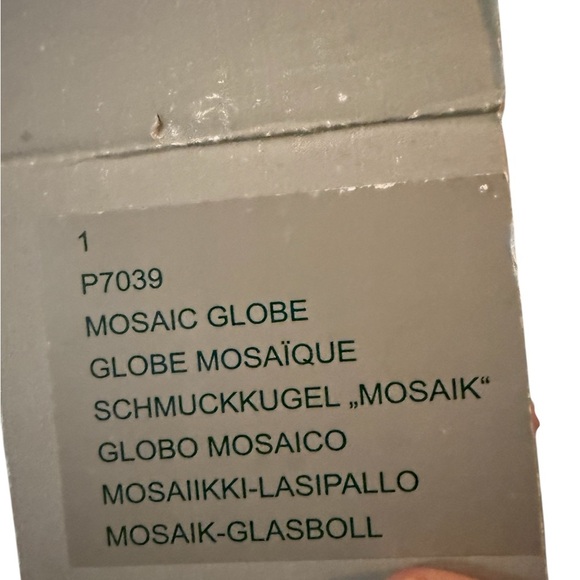 1
P7039
MOSAIC GLOBE
GLOBE MOSAÏQUE
SCHMUCKKUGEL „MOSAIK“
GLOBO MOSAICO
MOSAIIKKI-LASIPALLO
MOSAIK-GLASBOLL